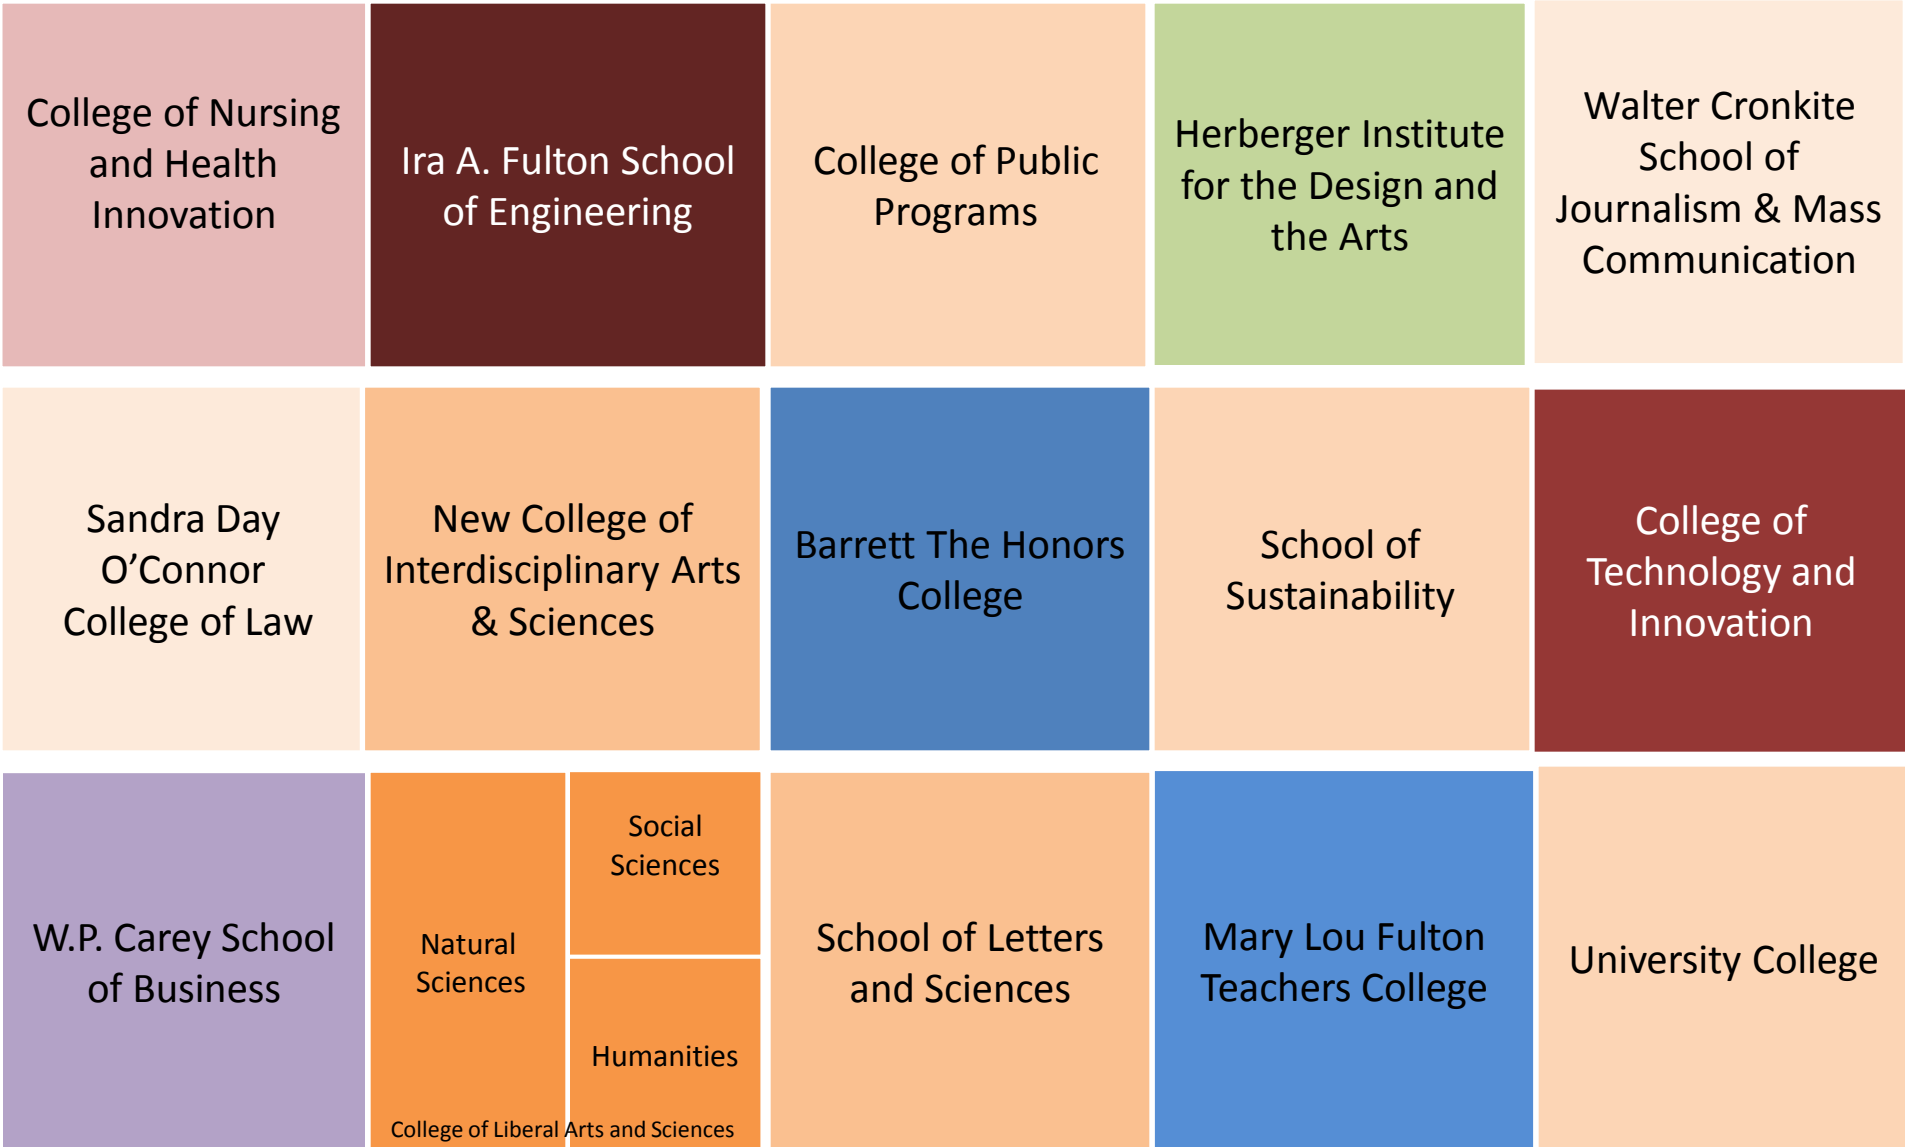 College of Nursing
and Health
Innovation
Ira A. Fulton School
of Engineering
College of Public
Programs
Herberger Institute
for the Design and
the Arts
Walter Cronkite
School of
Journalism & Mass
Communication
Sandra Day
O’Connor
College of Law
New College of
Interdisciplinary Arts
& Sciences
Barrett The Honors
College
School of
Sustainability
College of
Technology and
Innovation
W.P. Carey School
of Business
Natural
Sciences
Social
Sciences
Humanities
College of Liberal Arts and Sciences
School of Letters
and Sciences
Mary Lou Fulton
Teachers College
University College